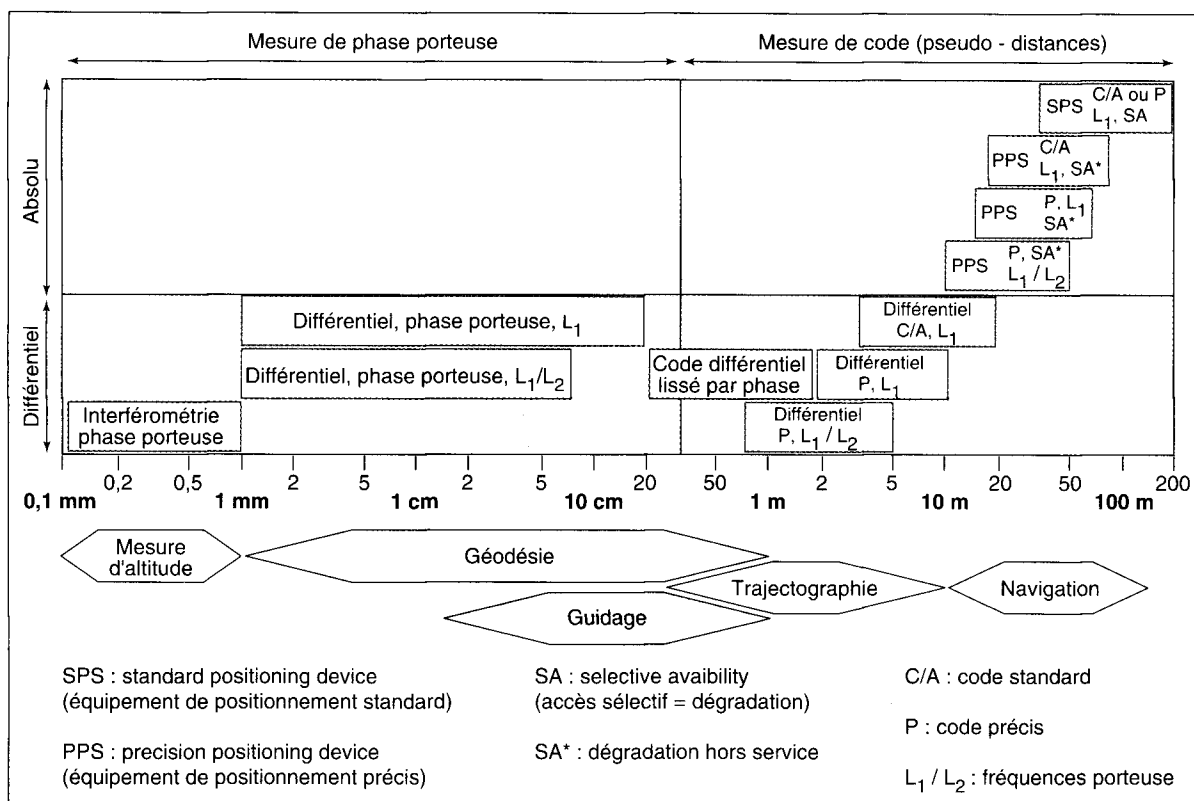 Mesure de phase porteuse
Mesure de code (pseudo - distances)
Absolu
SPS C/A ou P
L1, SA
PPS C/A
L1, SA*
PPS P, L1
SA*
PPS P, SA*
L1 / L2
Différentiel
Différentiel, phase porteuse, L1
Différentiel
C/A, L1
Différentiel, phase porteuse, L1/L2
Code différentiel
lissé par phase
Différentiel
P, L1
Interférométrie
phase porteuse
Différentiel
P, L1 / L2
0,2 0,5 2 5 2 5 20 50 2 5 20 50 200
0,1 mm 1 mm 1 cm 10 cm 1 m 10 m 100 m
Mesure
d'altitude
Géodésie
Trajectographie
Navigation
Guidage
SPS : standard positioning device
(équipement de positionnement standard)
PPS : precision positioning device
(équipement de positionnement précis)
SA : selective avaibility
(accès sélectif = dégradation)
SA* : dégradation hors service
C/A : code standard
P : code précis
L1 / L2 : fréquences porteuse